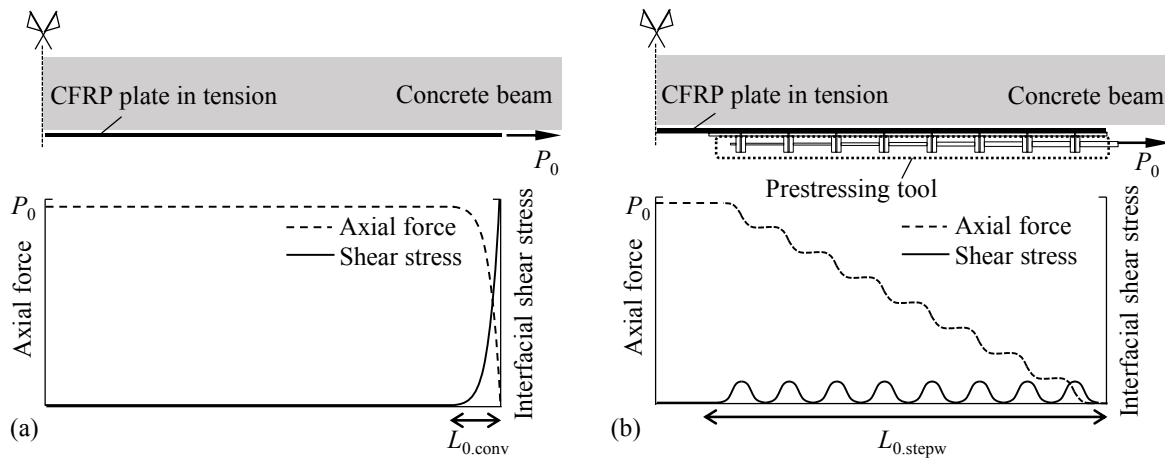 CFRP plate in tension
Concrete beam
P0
P0
Axial force
Shear stress
Axial force
Interfacial shear stress
(a)
L0.conv
CFRP plate in tension
Concrete beam
P0
Prestressing tool
P0
Axial force
Shear stress
Axial force
Interfacial shear stress
(b)
L0.stepw